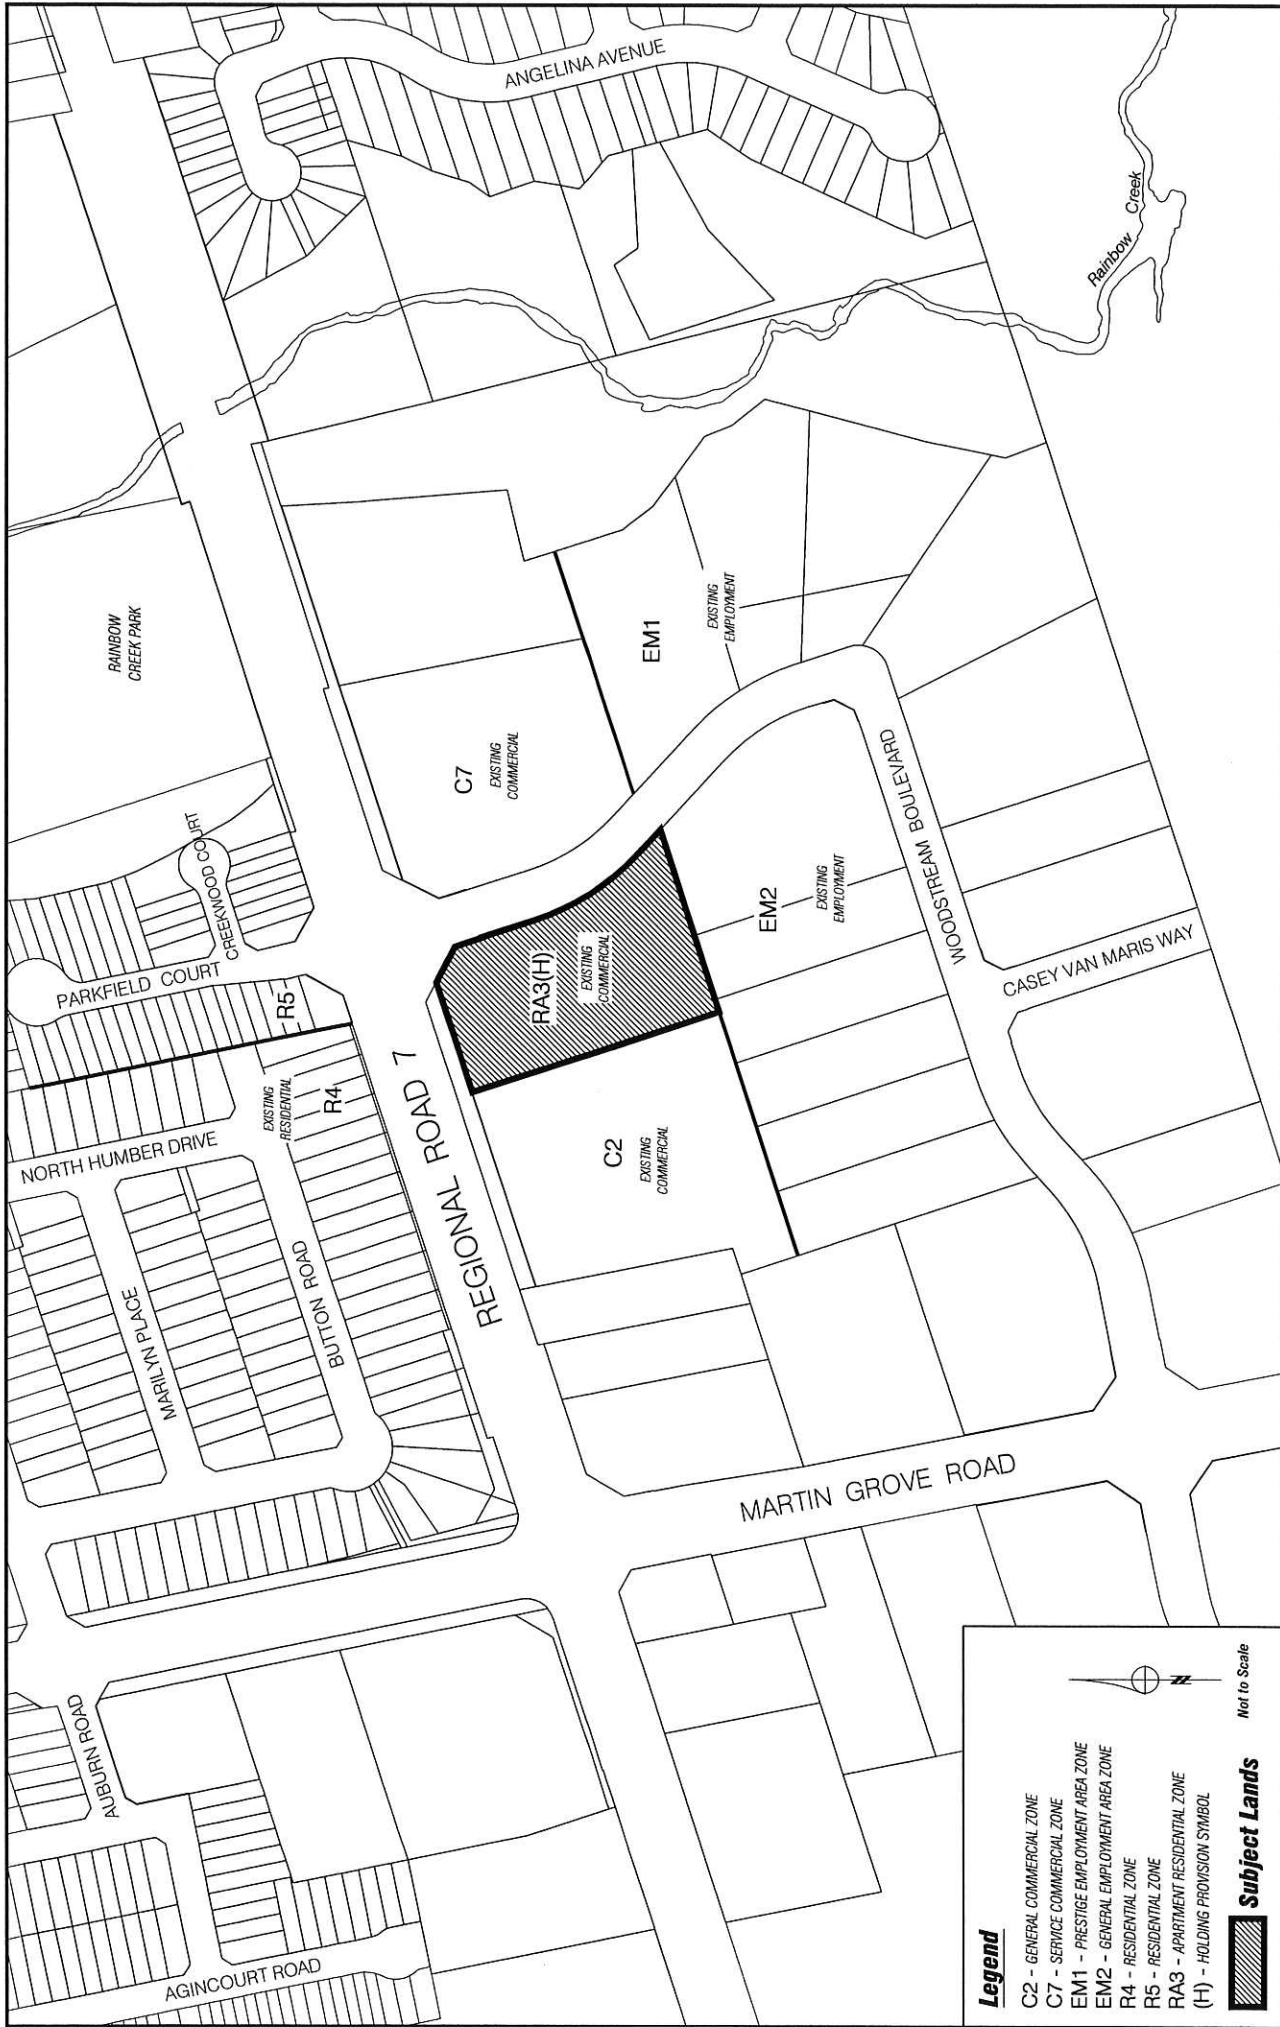 ANGELINA AVENUE
Rainbow
Creek
RAINBOW
CREEK PARK
EM1
EXISTING
EMPLOYMENT
C7
EXISTING
COMMERCIAL
CREEKWOOD COURT
PARKFIELD COURT
R5
RA3(H)
EXISTING
COMMERCIAL
EM2
EXISTING
EMPLOYMENT
WOODSTREAM BOULEVARD
CASEY VAN MARIS WAY
NORTH HUMBER DRIVE
EXISTING
RESIDENTIAL
R4
REGIONAL ROAD 7
C2
EXISTING
COMMERCIAL
MARILYN PLACE
BUTTON ROAD
MARTIN GROVE ROAD
AUBURN ROAD
AGINCOURT ROAD
Legend
C2 - GENERAL COMMERCIAL ZONE
C7 - SERVICE COMMERCIAL ZONE
EM1 - PRESTIGE EMPLOYMENT AREA ZONE
EM2 - GENERAL EMPLOYMENT AREA ZONE
R4 - RESIDENTIAL ZONE
R5 - RESIDENTIAL ZONE
RA3 - APARTMENT RESIDENTIAL ZONE
(H) - HOLDING PROVISION SYMBOL
Subject Lands
N
Not to Scale